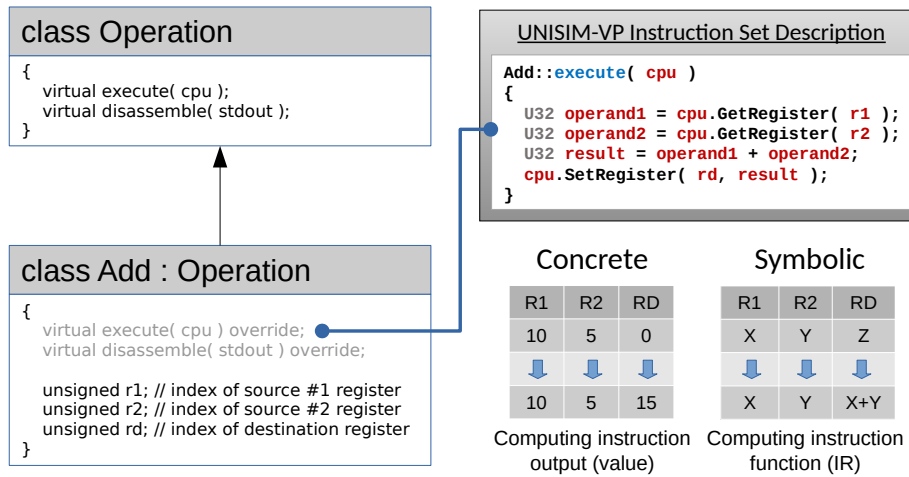 class Operation
{
virtual execute( cpu );
virtual disassemble( stdout );
}
class Add : Operation
{
virtual execute( cpu ) override;
virtual disassemble( stdout ) override;
unsigned r1; // index of source #1 register
unsigned r2; // index of source #2 register
unsigned rd; // index of destination register
}
UNISIM-VP Instruction Set Description
Add::execute( cpu )
{
U32 operand1 = cpu.GetRegister( r1 );
U32 operand2 = cpu.GetRegister( r2 );
U32 result = operand1 + operand2;
cpu.SetRegister( rd, result );
}
Concrete
R1 R2 RD
10 5 0
10 5 15
Computing instruction
output (value)
Symbolic
R1 R2 RD
X Y Z
X Y X+Y
Computing instruction
function (IR)